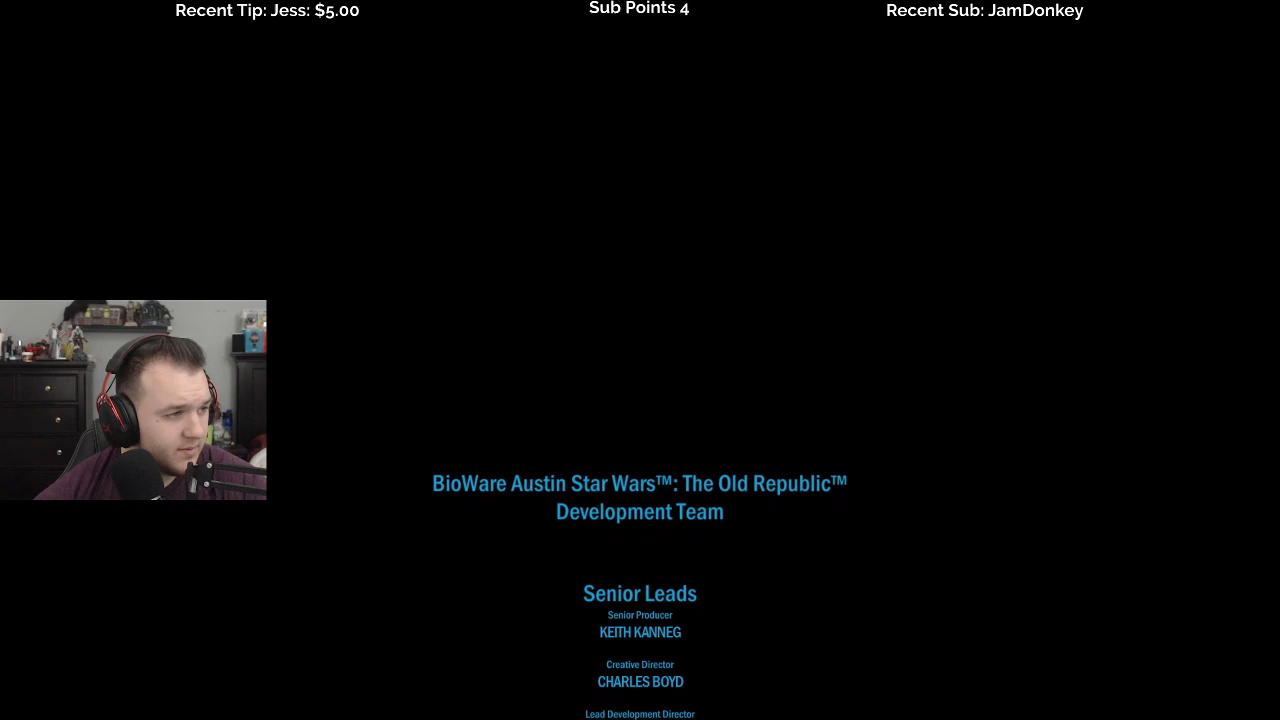 Recent Tip: Jess: $5.00
Sub Points 4
Recent Sub: JamDonkey
BioWare Austin Star Wars™: The Old Republic™
Development Team
Senior Leads
Senior Producer
KEITH KANNEG
Creative Director
CHARLES BOYD
Lead Development Director